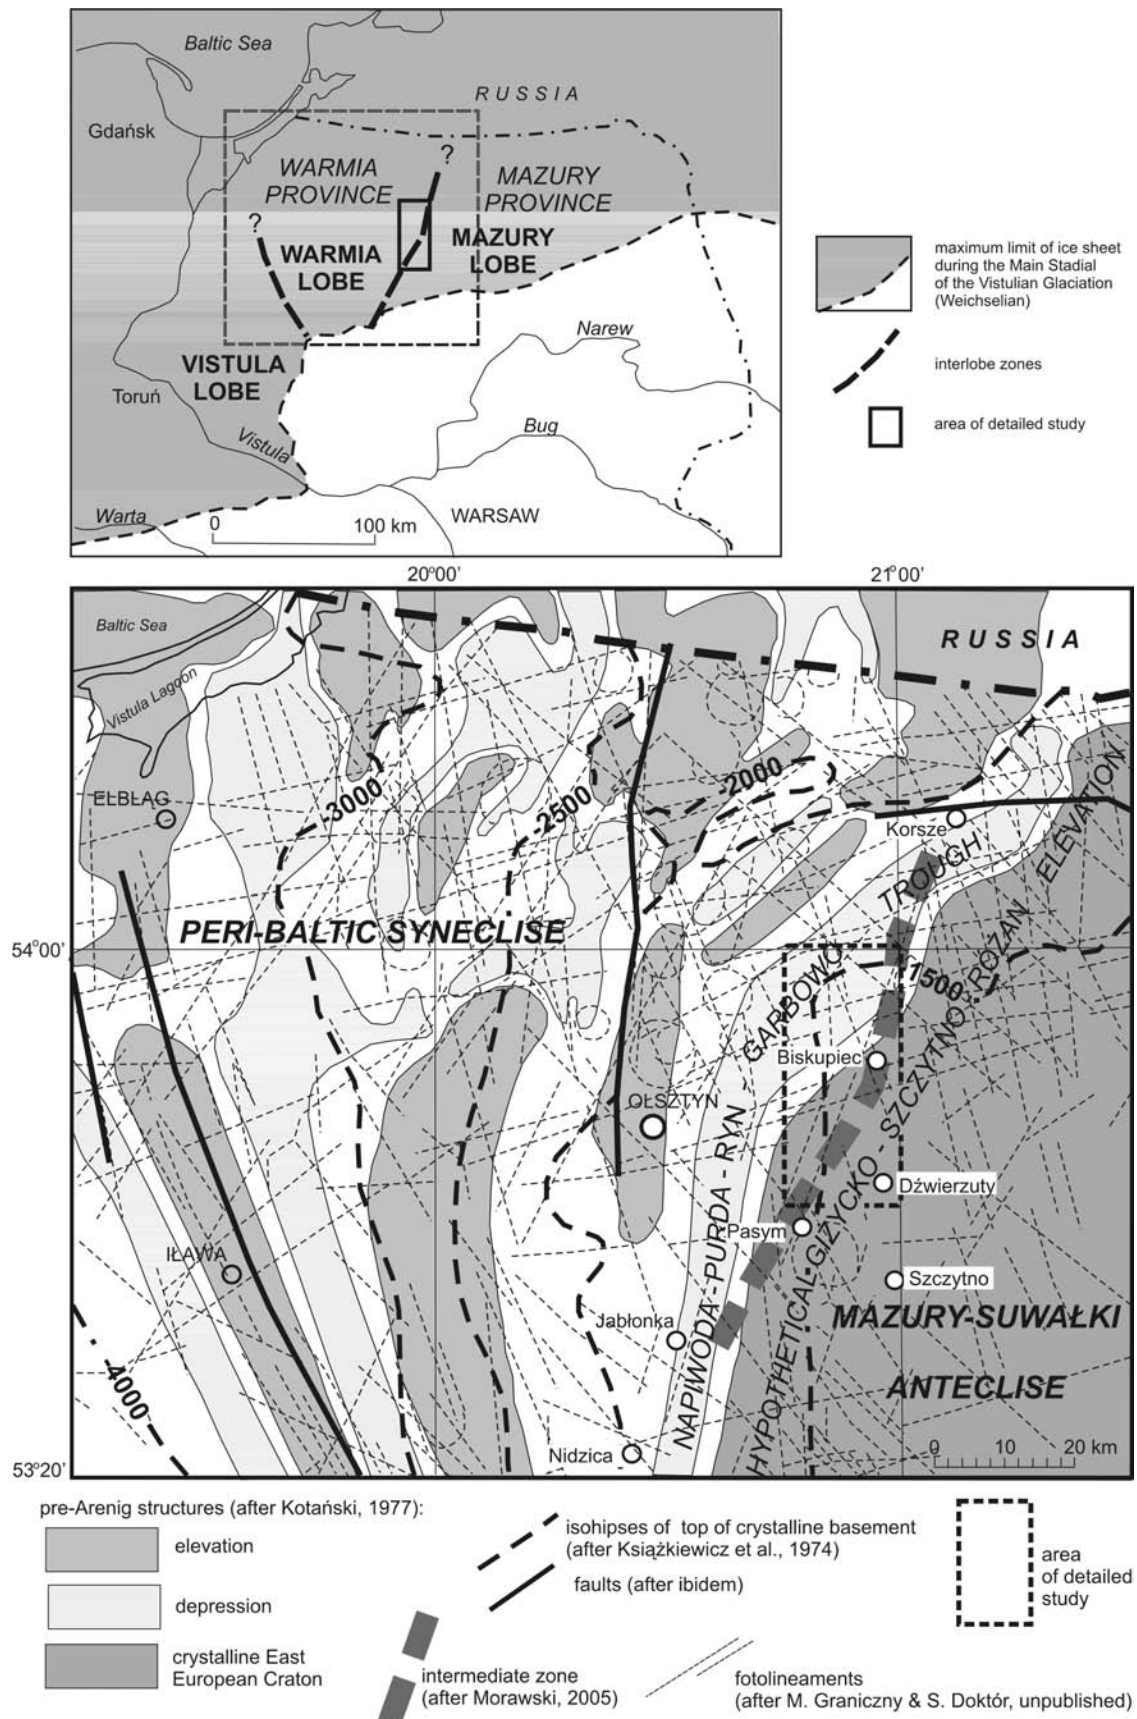 Baltic Sea
RUSSIA
Gdańsk
WARMIA
PROVINCE
?
MAZURY
PROVINCE
?
WARMIA
LOBE
MAZURY
LOBE
VISTULA
LOBE
Toruń
Narew
Vistula
Bug
Warta
0
100 km
WARSAW
maximum limit of ice sheet
during the Main Stadial
of the Vistulian Glaciation
(Weichselian)
interlobe zones
area of detailed study
20°00'
21°00'
Baltic Sea
RUSSIA
Vistula Lagoon
ELBLĄG
-3000
-2500
-2000
Korsze
TROUGH
ELEVATION
PERI-BALTIC SYNECLISE
54°00'
1500
GARBOWO
Biskupiec
OLSZTYN
NAPIWODA - PURDA - RYN - GARBOWO TROUGH
HYPOTHETICAL GIZYCKO - SZCZYTNO - ROZAN ELEVATION
Dźwierzuty
Pasym
IŁAWA
Szczytno
Jabłonka
MAZURY-SUWAŁKI
ANTECLISE
-4000
Nidzica
0 10 20 km
53°20'
pre-Arenig structures (after Kotański, 1977):
elevation
depression
crystalline East
European Craton
isohipses of top of crystalline basement
(after Książkiewicz et al., 1974)
faults (after ibidem)
intermediate zone
(after Morawski, 2005)
fotolineaments
(after M. Graniczny & S. Doktór, unpublished)
area
of detailed
study